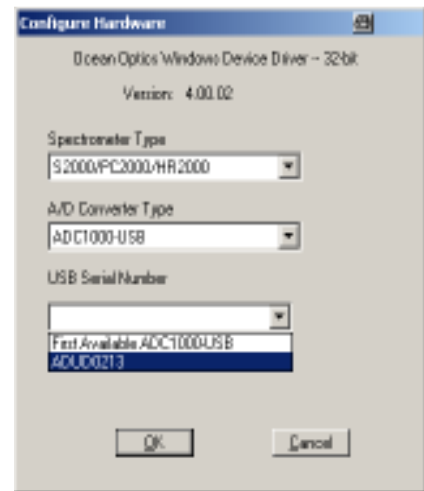 Configure Hardware
Ocean Optics Windows Device Driver -- 32-bit
Version: 4.00.02
Spectrometer Type
S2000/PC2000/HR2000
A/D Converter Type
ADC1000-USB
USB Serial Number
First Available ADC1000-USB
ADUD0213
OK
Cancel